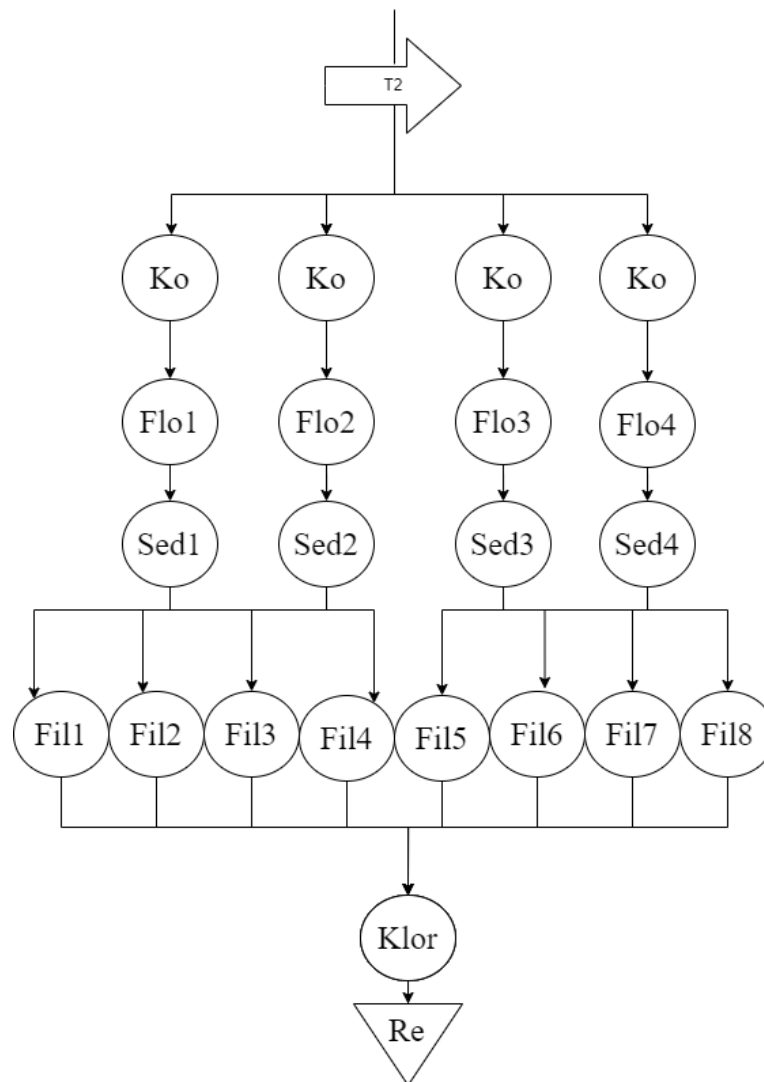 T2
Ko Ko Ko Ko
Flo1 Flo2 Flo3 Flo4
Sed1 Sed2 Sed3 Sed4
Fil1 Fil2 Fil3 Fil4 Fil5 Fil6 Fil7 Fil8
Klor
Re